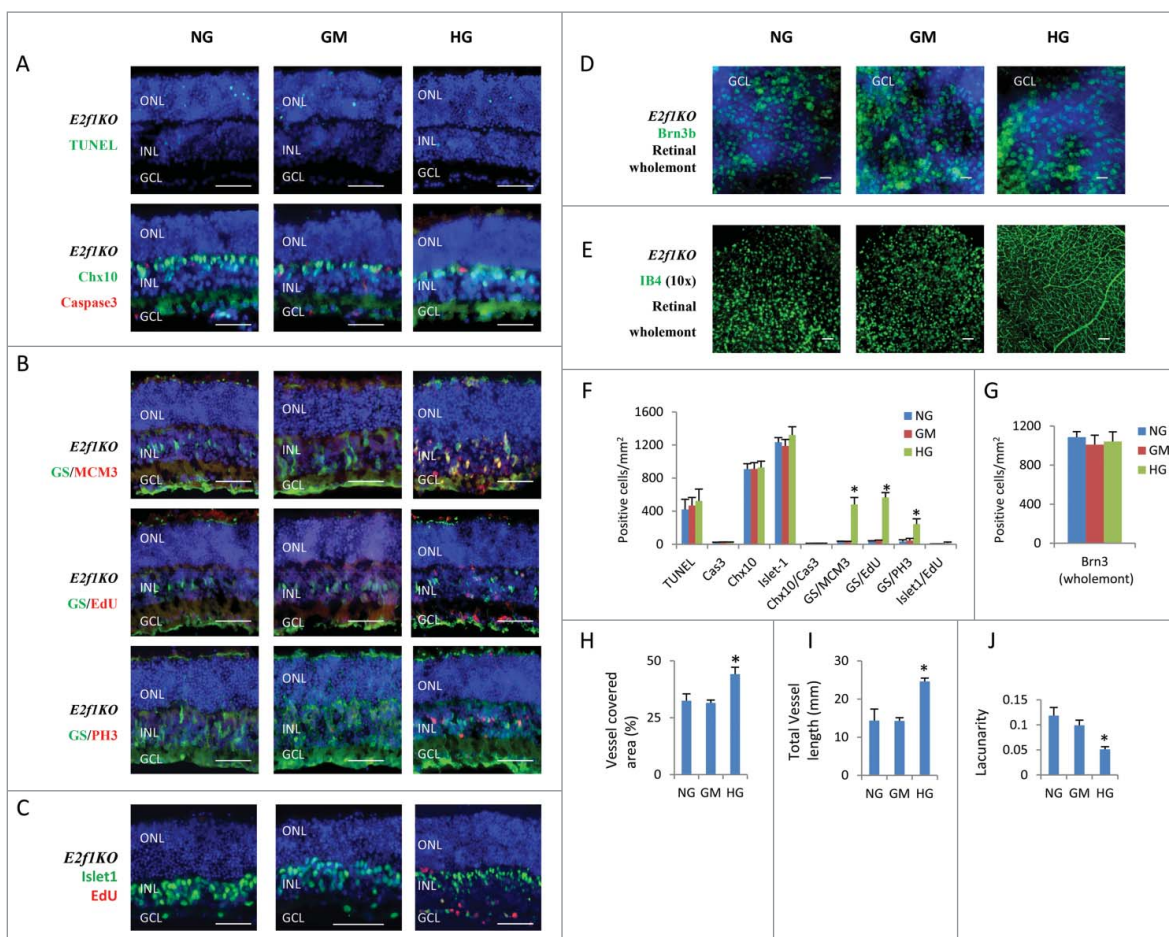 NG GM HG
A
E2f1KO
TUNEL
ONL
INL
GCL
ONL
INL
GCL
ONL
INL
GCL
E2f1KO
Chx10
Caspase3
ONL
INL
GCL
ONL
INL
GCL
ONL
INL
GCL
B
E2f1KO
GS/MCM3
ONL
INL
GCL
ONL
INL
GCL
ONL
INL
GCL
E2f1KO
GS/EdU
ONL
INL
GCL
ONL
INL
GCL
ONL
INL
GCL
E2f1KO
GS/PH3
ONL
INL
GCL
ONL
INL
GCL
ONL
INL
GCL
C
E2f1KO
Islet1
EdU
ONL
INL
GCL
ONL
INL
GCL
ONL
INL
GCL
NG GM HG
D
E2f1KO
Brn3b
Retinal
wholemont
GCL
GCL
GCL
E
E2f1KO
IB4 (10x)
Retinal
wholemont
F
Positive cells/mm²
1600
1200
800
400
0
NG
GM
HG
* * *
TUNEL
Cas3
Chx10
Islet-1
Chx10/Cas3
GS/MCM3
GS/EdU
GS/PH3
Islet1/EdU
G
Positive cells/mm²
1200
800
400
0
NG
GM
HG
Brn3
(wholemont)
H
Vessel covered
area (%)
50
25
0
*
NG GM HG
I
Total Vessel
length (mm)
30
20
10
0
*
NG GM HG
J
Lacunarity
0.15
0.1
0.05
0
*
NG GM HG